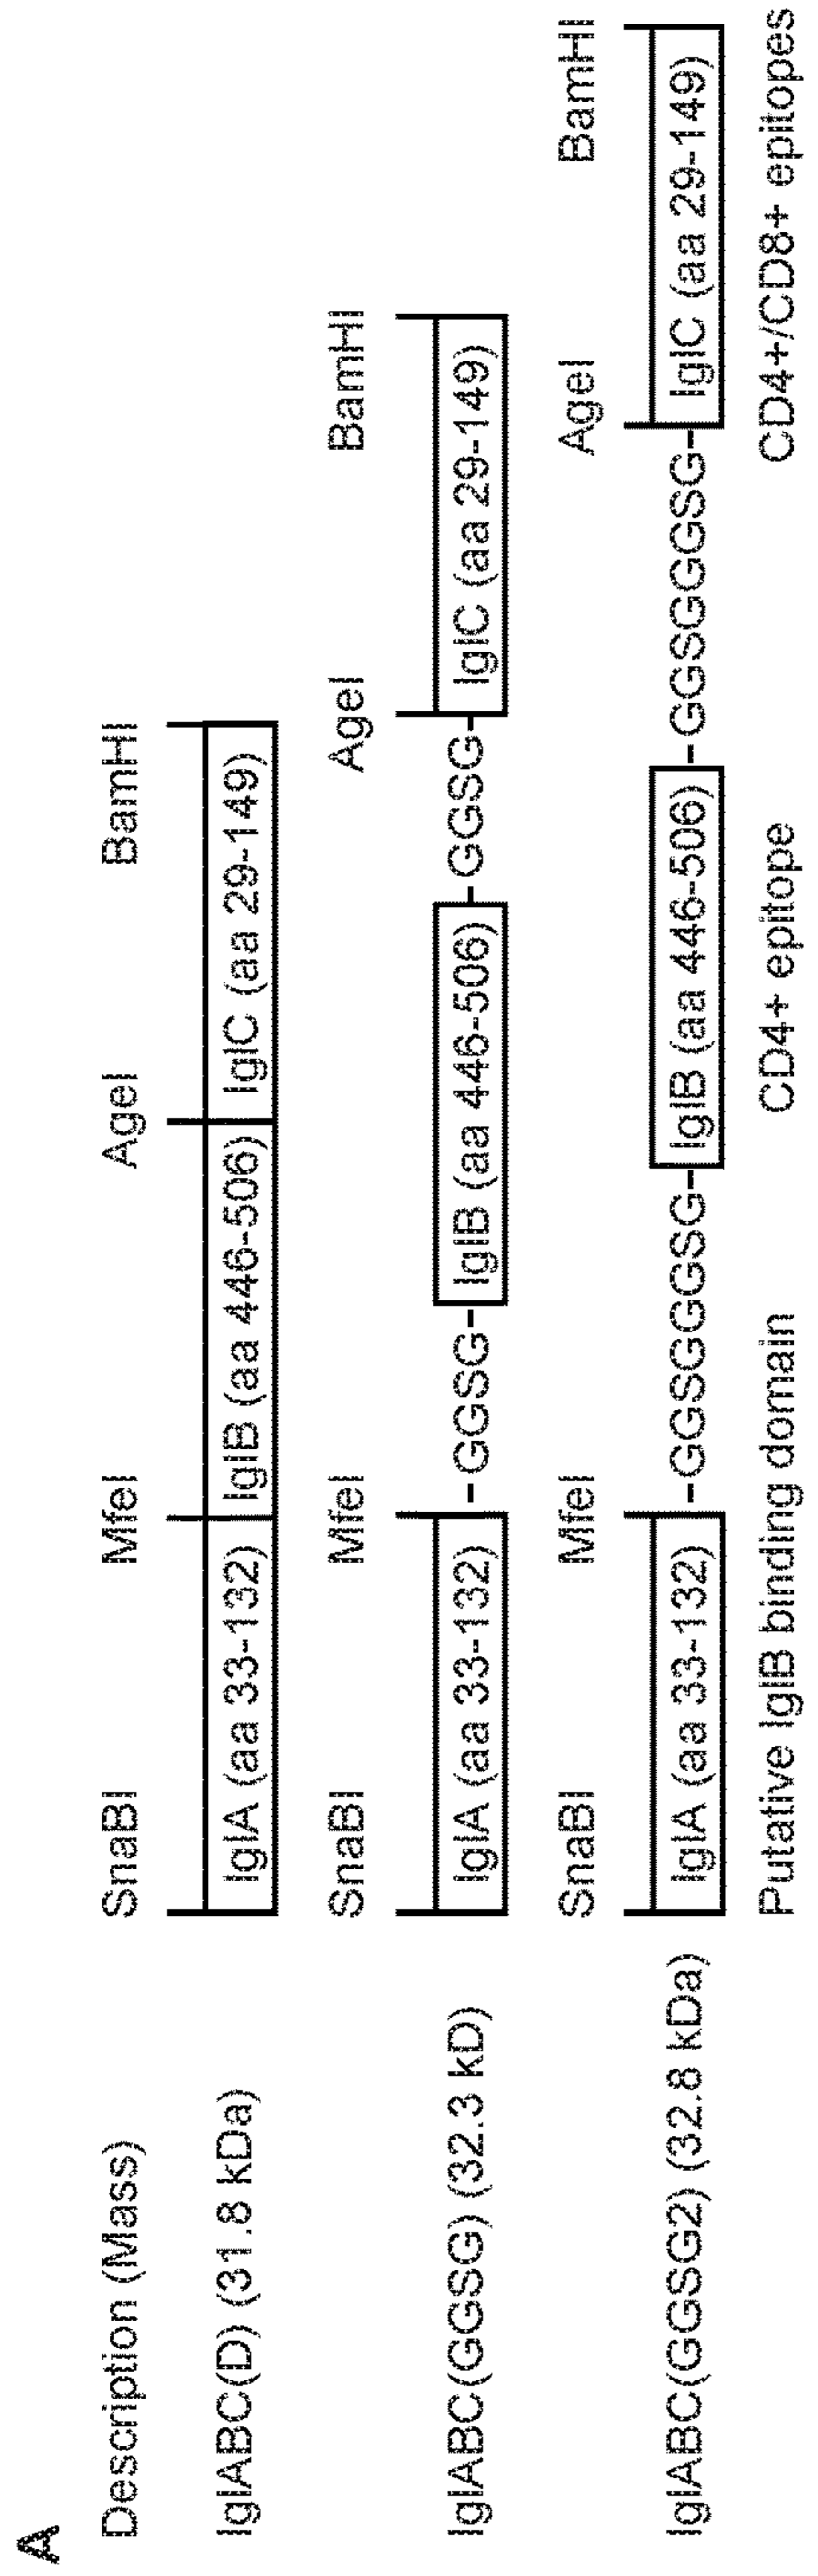 A
Description (Mass)
SnaBI MfeI AgeI BamHI
IglABC(D) (31.8 kDa) IglA (aa 33-132) IglB (aa 446-506) IglC (aa 29-149)
SnaBI MfeI AgeI BamHI
IglABC(GGSG) (32.3 kD) IglA (aa 33-132) -GGSG- IglB (aa 446-506) -GGSG- IglC (aa 29-149)
SnaBI MfeI AgeI BamHI
IglABC(GGSG2) (32.8 kDa) IglA (aa 33-132) -GGSGGGSG- IglB (aa 446-506) -GGSGGGSG- IglC (aa 29-149)
Putative IglB binding domain CD4+ epitope CD4+/CD8+ epitopes